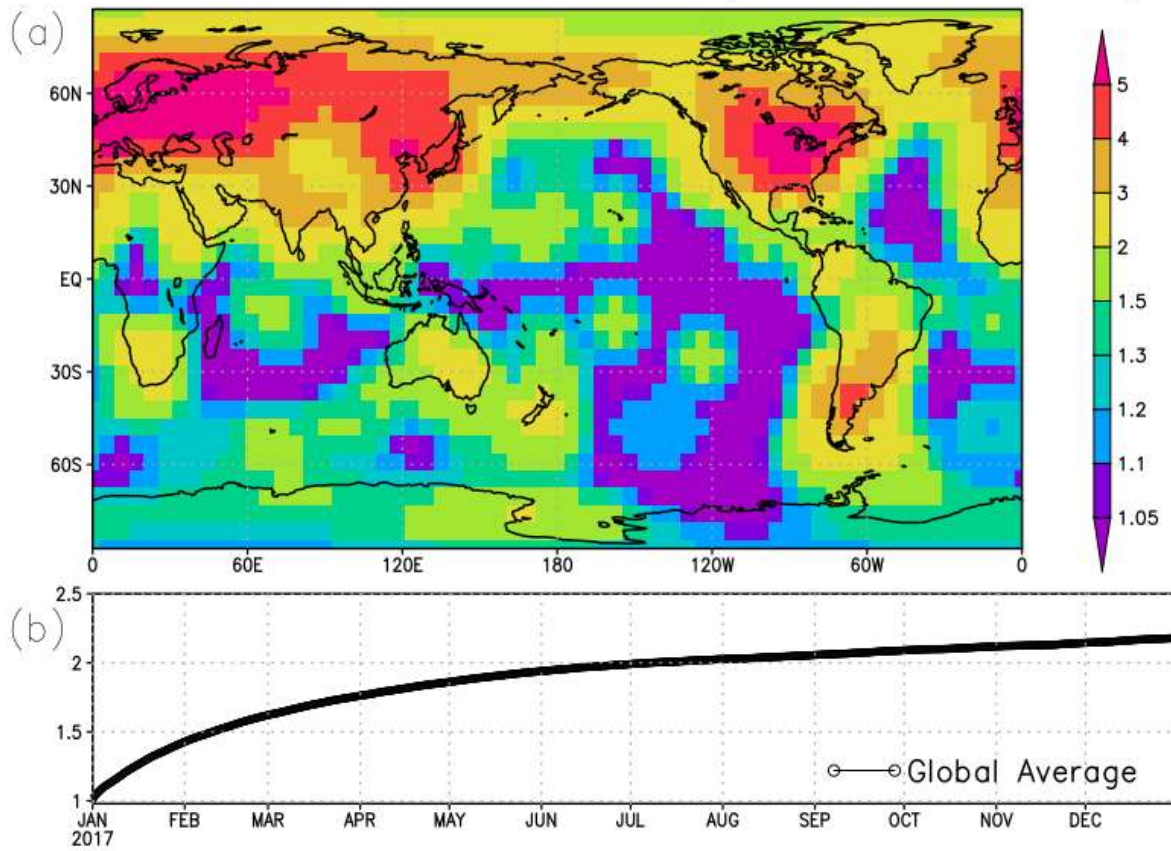 (a)
60N
30N
EQ
30S
60S
0 60E 120E 180 120W 60W 0
5
4
3
2
1.5
1.3
1.2
1.1
1.05
(b)
2.5
2
1.5
1
Global Average
JAN FEB MAR APR MAY JUN JUL AUG SEP OCT NOV DEC
2017